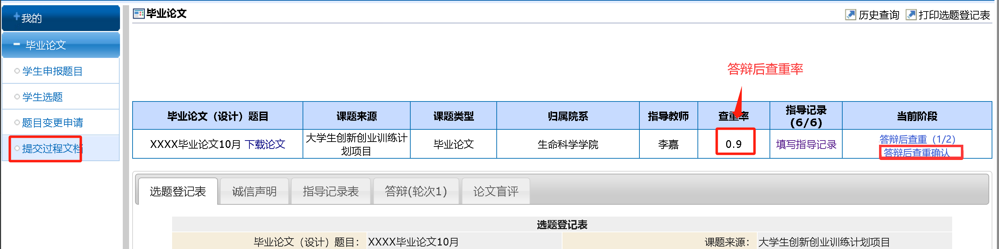 我的
毕业论文
学生申报题目
学生选题
题目变更申请
提交过程文档
毕业论文
历史查询 打印选题登记表
答辩后查重率
毕业论文（设计）题目 课题来源 课题类型 归属院系 指导教师 查重率 指导记录 当前阶段
(6/6)
XXXX毕业论文10月 下载论文 大学生创新创业训练计 毕业论文 生命科学学院 李嘉 0.9 填写指导记录 答辩后查重（1/2）
划项目 答辩后查重确认
选题登记表 诚信声明 指导记录表 答辩(轮次1) 论文盲评
选题登记表
毕业论文（设计）题目： XXXX毕业论文10月 课题来源： 大学生创新创业训练计划项目